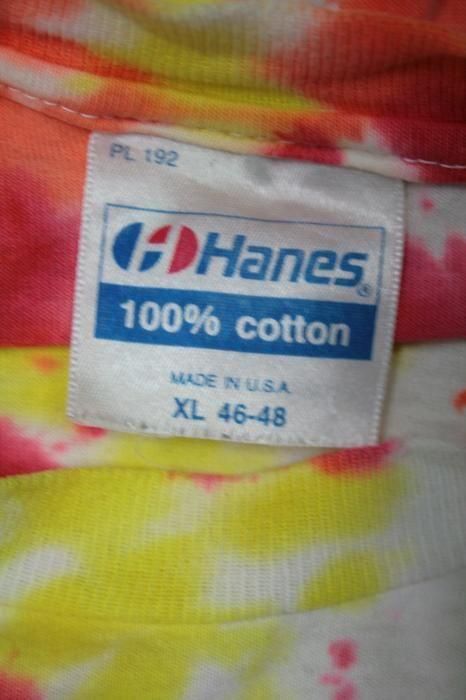 PL 192
Hanes®
100% cotton
MADE IN U.S.A.
XL 46-48